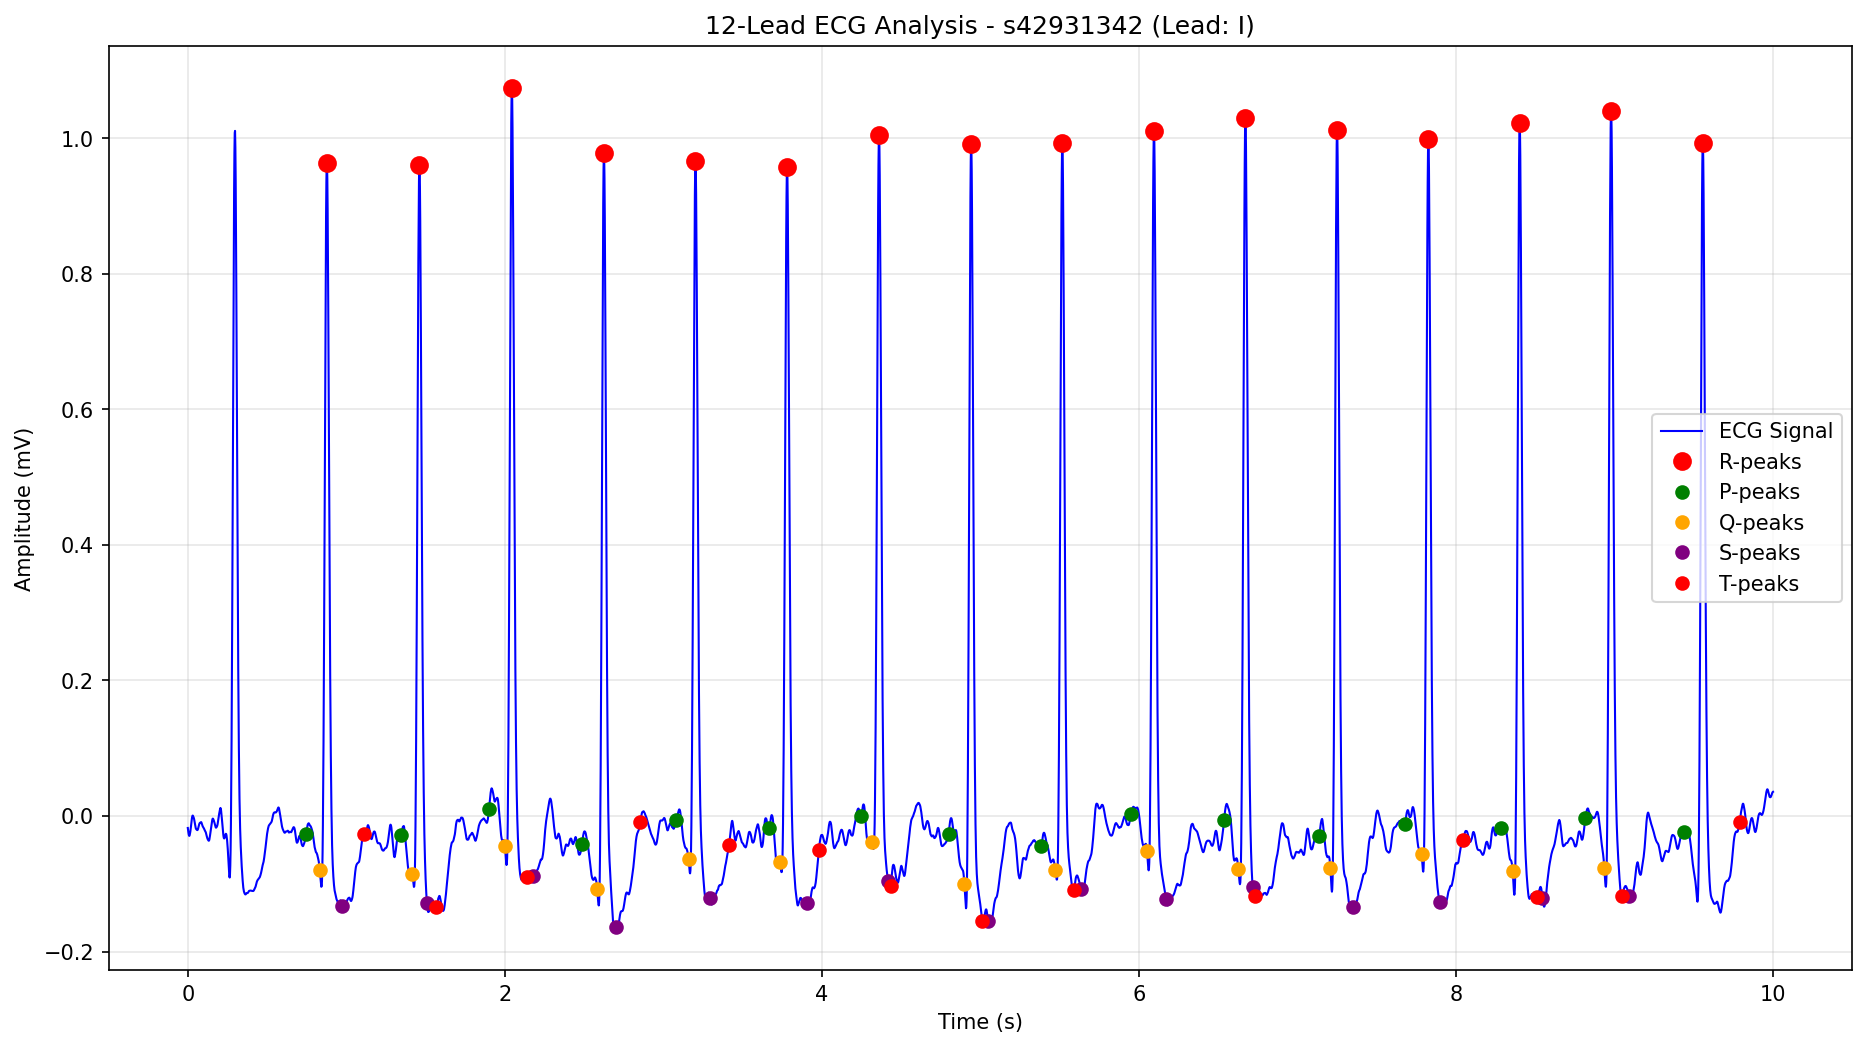 12-Lead ECG Analysis - s42931342 (Lead: I)
Amplitude (mV)
1.0
0.8
0.6
0.4
0.2
0.0
−0.2
ECG Signal
R-peaks
P-peaks
Q-peaks
S-peaks
T-peaks
0 2 4 6 8 10
Time (s)